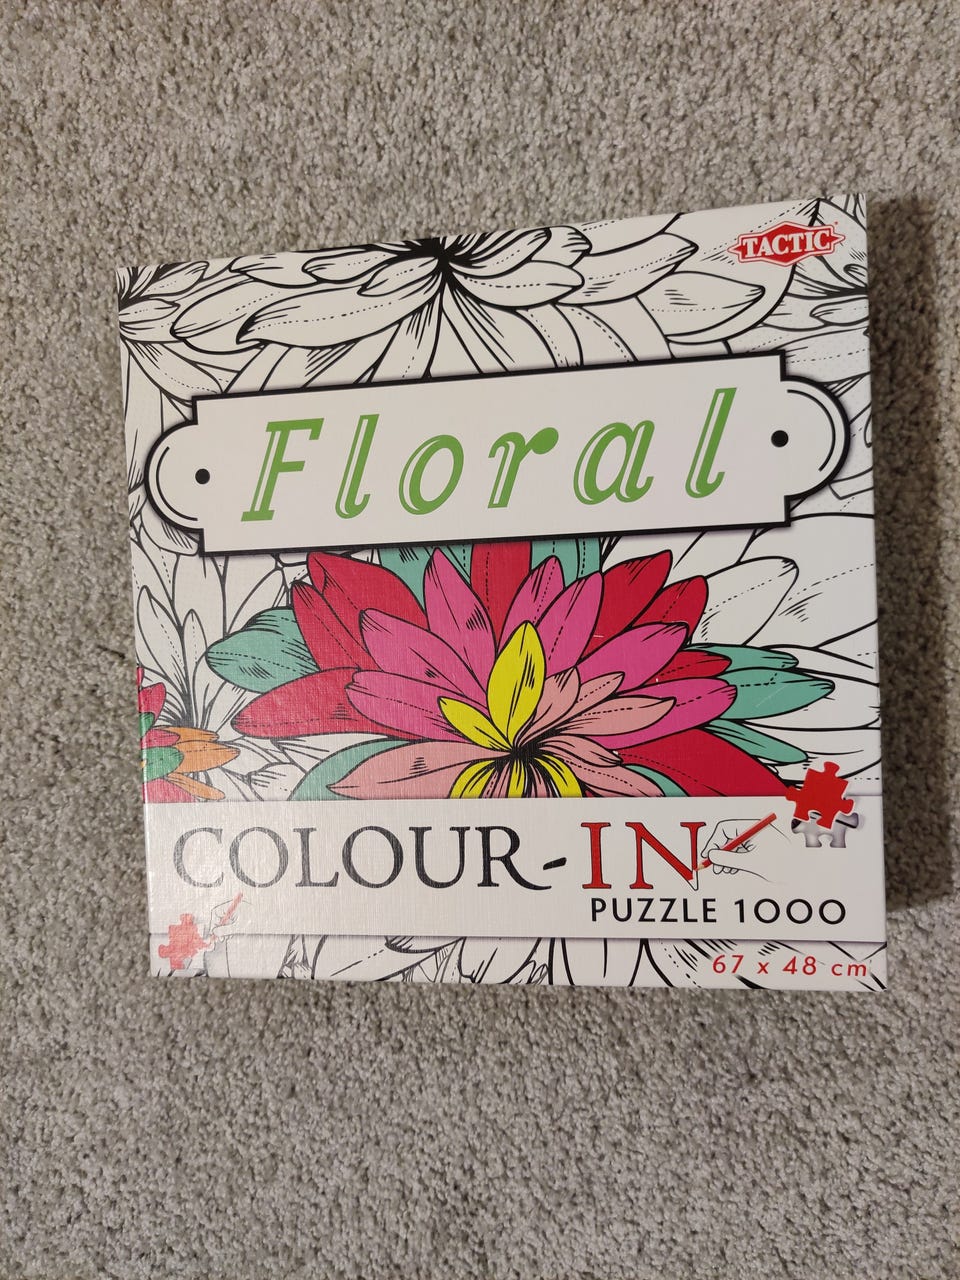 TACTIC
Floral
COLOUR-IN
PUZZLE 1000
67 x 48 cm